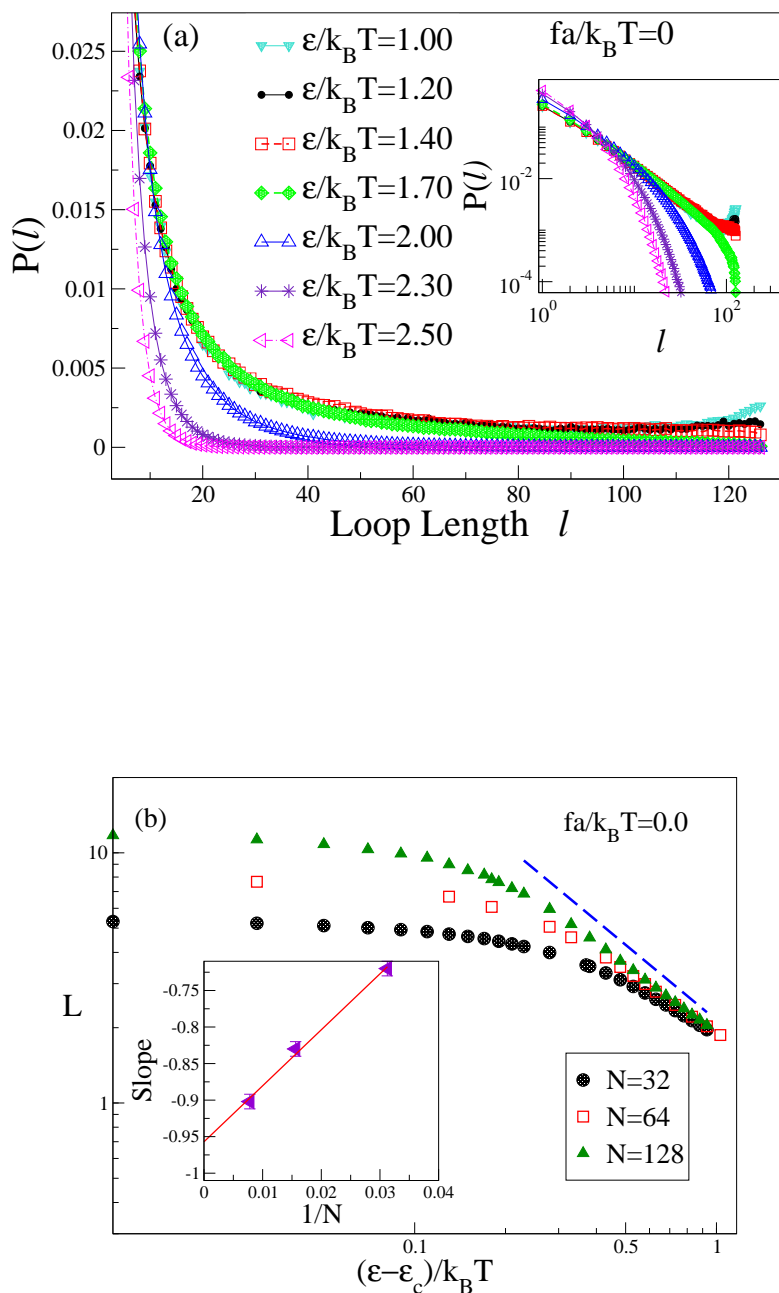 (a)
fa/k_BT=0
ε/k_BT=1.00
ε/k_BT=1.20
ε/k_BT=1.40
ε/k_BT=1.70
ε/k_BT=2.00
ε/k_BT=2.30
ε/k_BT=2.50
P(l)
0.025
0.02
0.015
0.01
0.005
0
20 40 60 80 100 120
Loop Length l
P(l)
10^-2
10^-4
10^0 10^2
l
(b)
fa/k_BT=0.0
L
10
1
0.1 0.5 1
(ε−ε_c)/k_BT
N=32
N=64
N=128
Slope
-0.75
-0.8
-0.85
-0.9
-0.95
-1
0 0.01 0.02 0.03 0.04
1/N